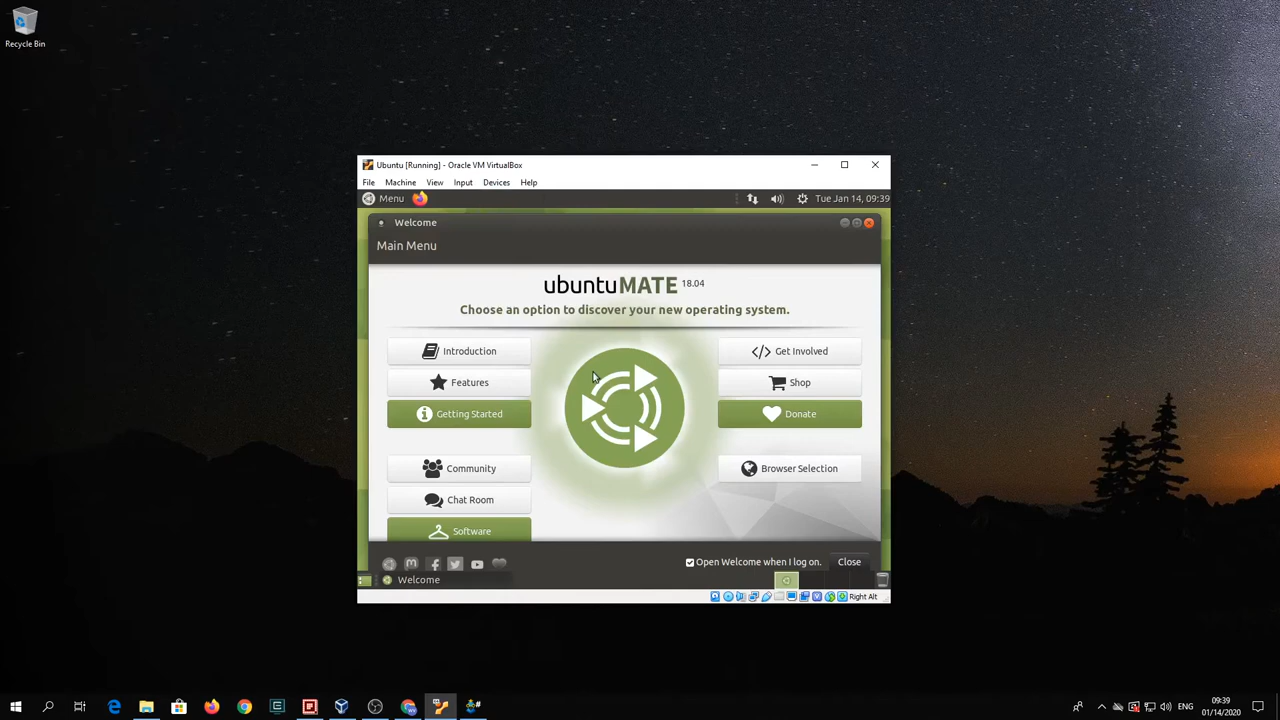 Recycle Bin
Ubuntu [Running] - Oracle VM VirtualBox
File Machine View Input Devices Help
Menu Tue Jan 14, 09:39
Welcome
Main Menu
ubuntuMATE 18.04
Choose an option to discover your new operating system.
Introduction
Get Involved
Features
Shop
Getting Started
Donate
Community
Browser Selection
Chat Room
Software
Open Welcome when I log on. Close
Welcome
Right Alt
ENG
09:39
01/14/2020